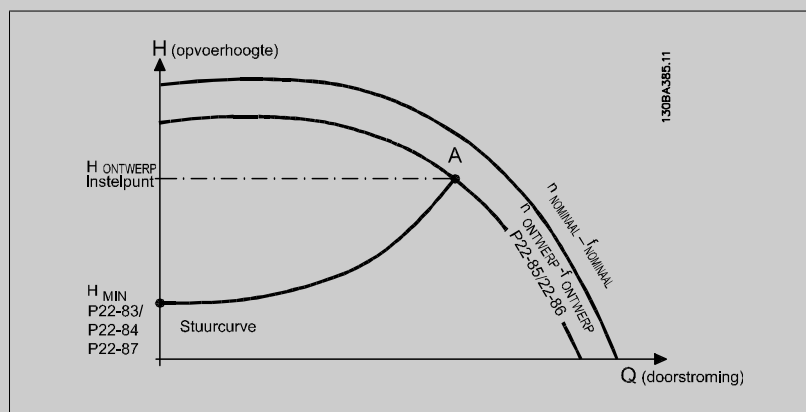 H (opvoerhoogte)
130BA385.11
A
H ONTWERP
Instelpunt
n NOMINAAL – f NOMINAAL
n ONTWERP -f ONTWERP
P22-85/22-86
H MIN
P22-83/
P22-84
P22-87
Stuurcurve
Q (doorstroming)